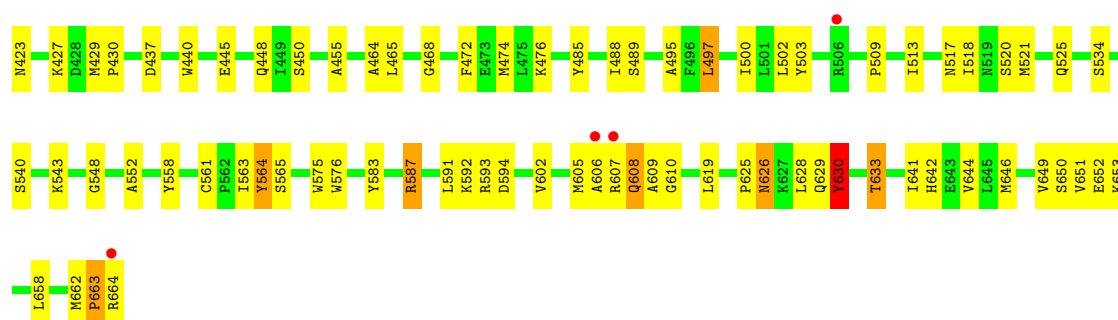 N423 K427 D428 M429 P430 D437 W440 E445 Q448 I449 S450 A455 A464 L465 G468 F472 E473 M474 L475 K476 Y485 I488 S489 A495 F496 L497 I500 L501 L502 Y503 R506 P509 I513 N517 I518 N519 S520 M521 Q525 S534
S540 K543 G548 A552 Y558 C561 P562 I563 Y564 S565 W575 W576 Y583 R587 L591 K592 R593 D594 V602 M605 A606 R607 Q608 A609 G610 L619 P625 N626 K627 L628 Q629 Y630 T633 I641 H642 E643 V644 L645 M646 V649 S650 V651 E652
L658 M662 P663 R664